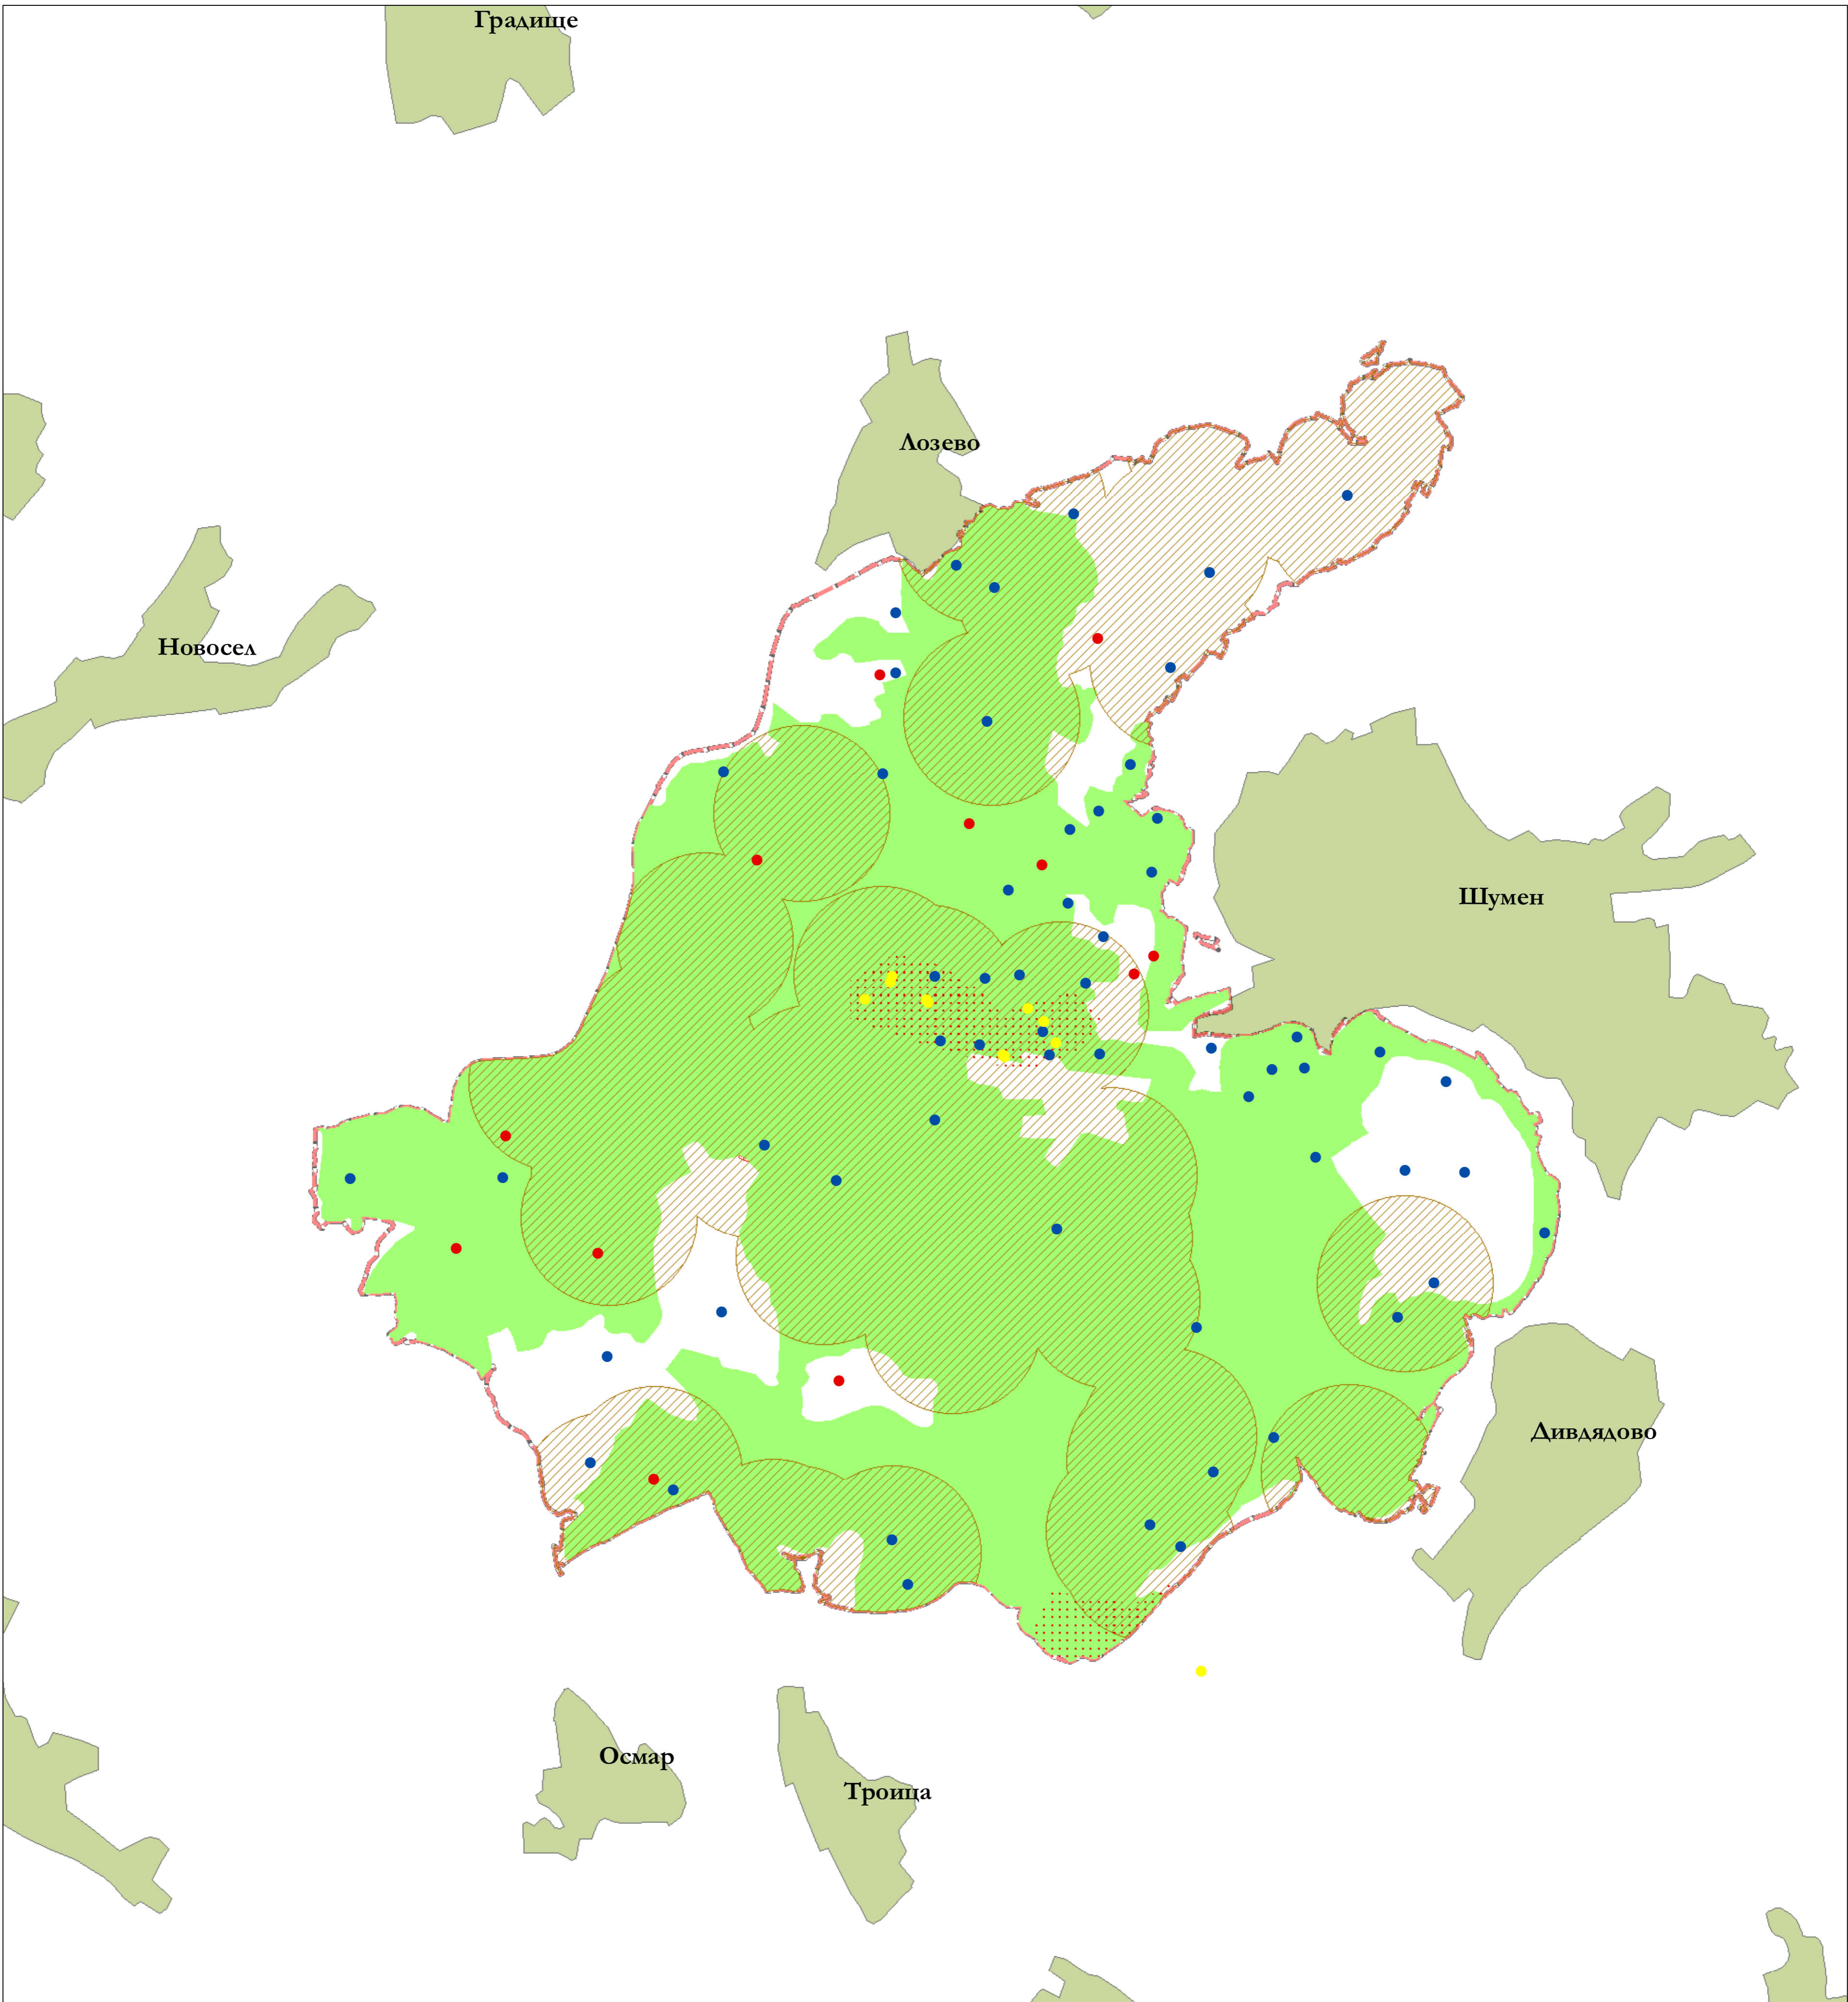 Градище
Лозево
Новосел
Шумен
Дивдядово
Осмар
Троица